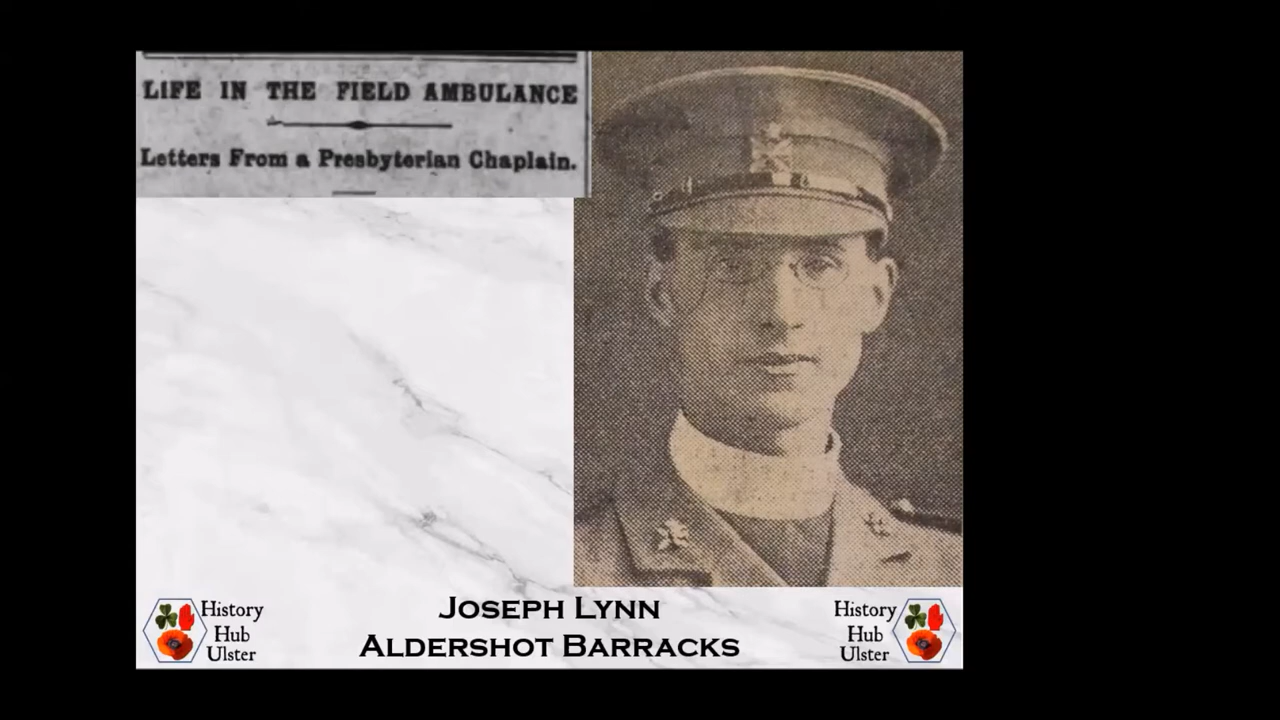 LIFE IN THE FIELD AMBULANCE
Letters From a Presbyterian Chaplain.
JOSEPH LYNN
ALDERSHOT BARRACKS
History
Hub
Ulster
History
Hub
Ulster